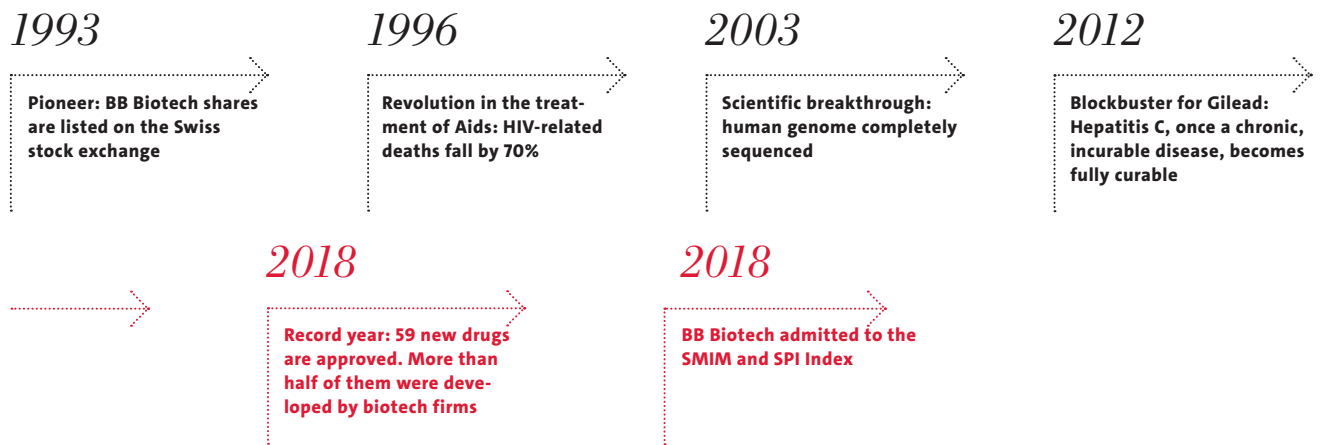 1993
Pioneer: BB Biotech shares
are listed on the Swiss
stock exchange
1996
Revolution in the treat-
ment of Aids: HIV-related
deaths fall by 70%
2003
Scientific breakthrough:
human genome completely
sequenced
2012
Blockbuster for Gilead:
Hepatitis C, once a chronic,
incurable disease, becomes
fully curable
2018
Record year: 59 new drugs
are approved. More than
half of them were deve-
loped by biotech firms
2018
BB Biotech admitted to the
SMIM and SPI Index